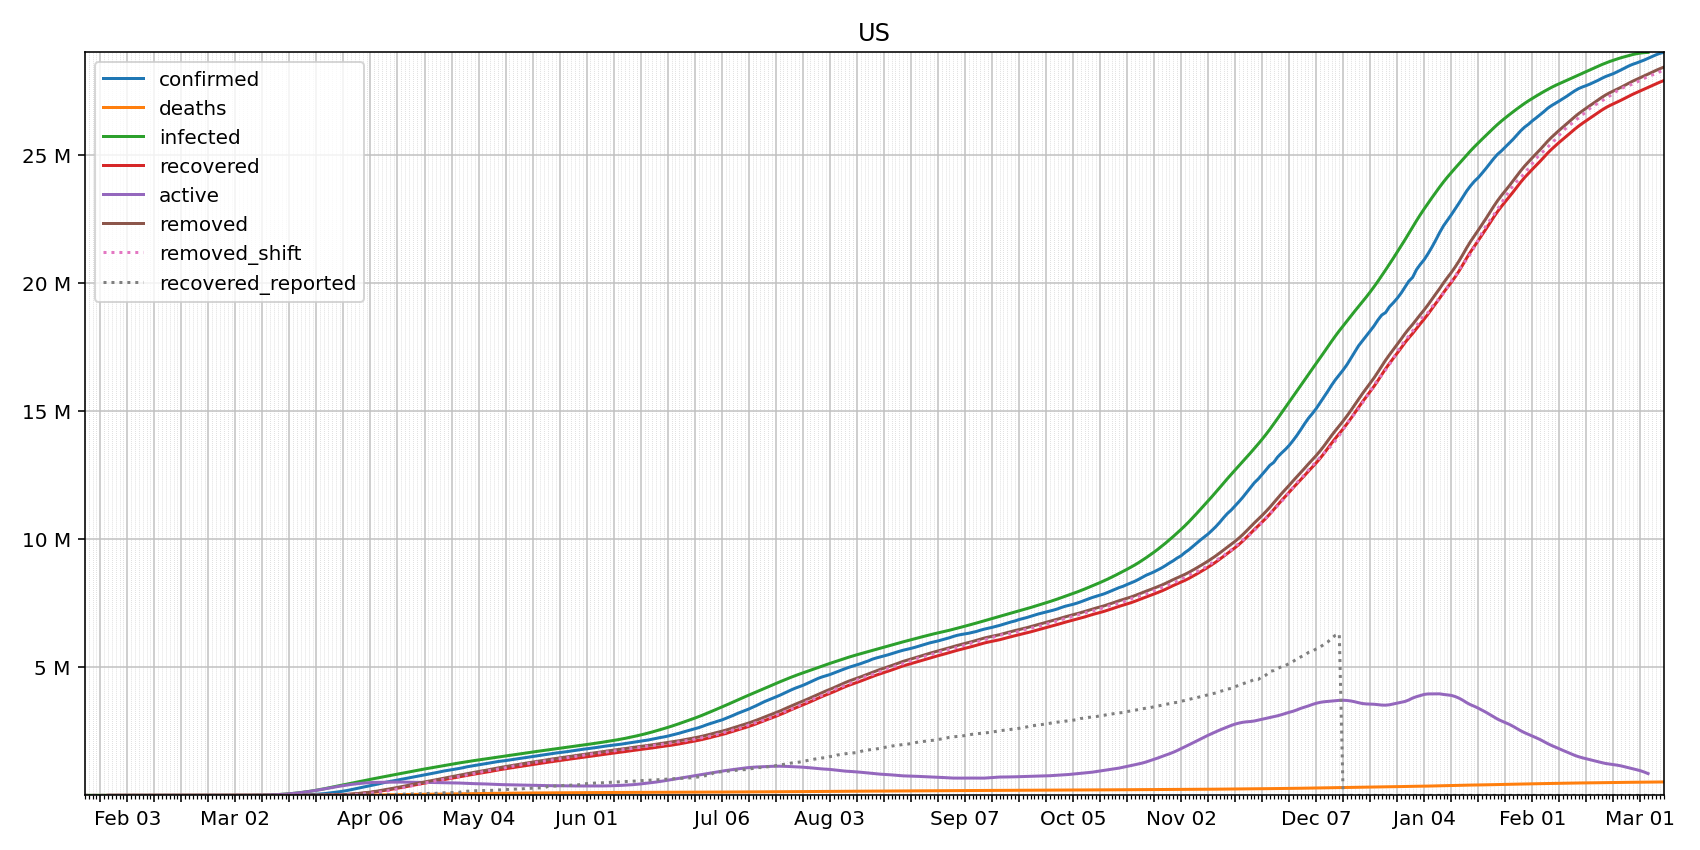 US
confirmed
deaths
infected
recovered
active
removed
removed_shift
recovered_reported
25 M
20 M
15 M
10 M
5 M
Feb 03 Mar 02 Apr 06 May 04 Jun 01 Jul 06 Aug 03 Sep 07 Oct 05 Nov 02 Dec 07 Jan 04 Feb 01 Mar 01